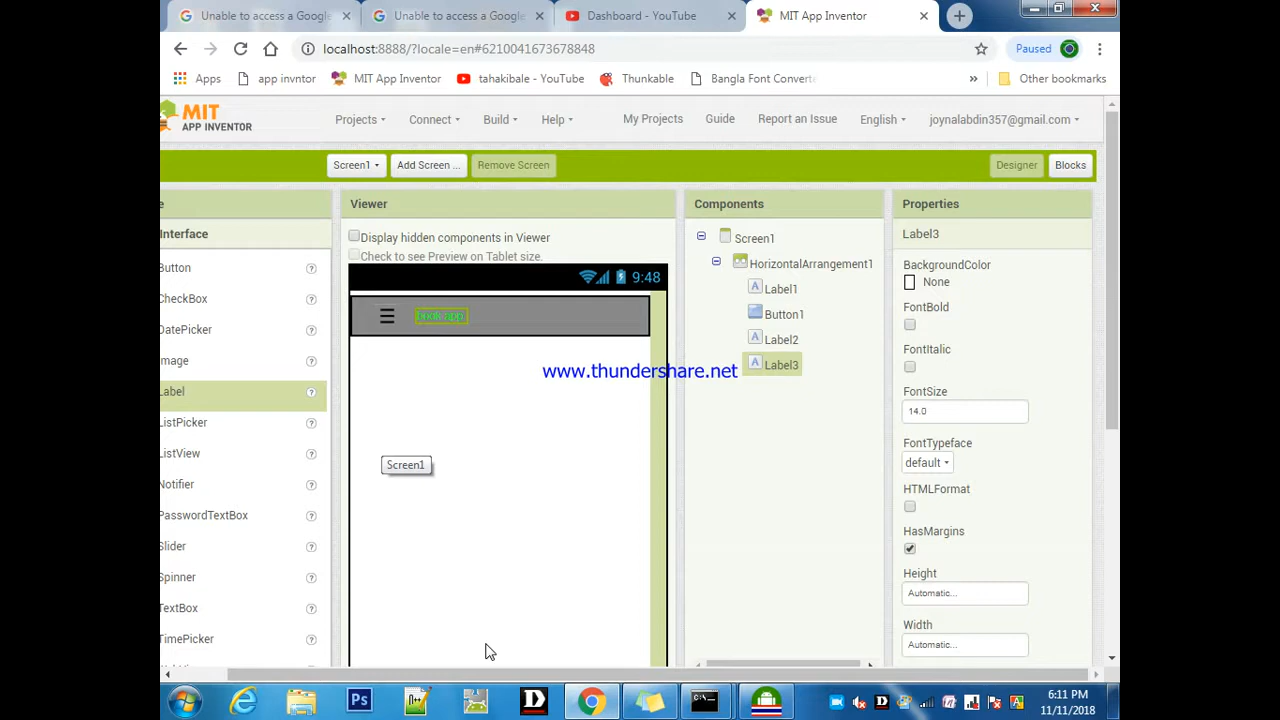 Unable to access a Google
Unable to access a Google
Dashboard - YouTube
MIT App Inventor
localhost:8888/?locale=en#6210041673678848
Paused
Apps
app invntor
MIT App Inventor
tahakibale - YouTube
Thunkable
Bangla Font Converte
»
Other bookmarks
MIT
APP INVENTOR
Projects
Connect
Build
Help
My Projects
Guide
Report an Issue
English
joynalabdin357@gmail.com
Screen1
Add Screen ...
Remove Screen
Designer
Blocks
e
Viewer
Components
Properties
Interface
Button
CheckBox
DatePicker
Image
Label
ListPicker
ListView
Notifier
PasswordTextBox
Slider
Spinner
TextBox
TimePicker
Display hidden components in Viewer
Check to see Preview on Tablet size.
9:48
book app
www.thundershare.net
Screen1
Screen1
HorizontalArrangement1
Label1
Button1
Label2
Label3
Label3
BackgroundColor
None
FontBold
FontItalic
FontSize
14.0
FontTypeface
default
HTMLFormat
HasMargins
Height
Automatic...
Width
Automatic...
6:11 PM
11/11/2018